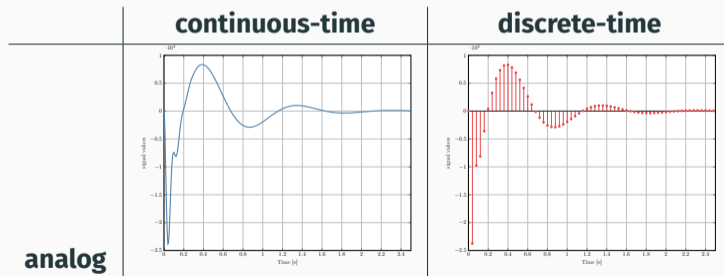 continuous-time discrete-time
·10⁴ ·10⁴
1 1
0.5 0.5
0 0
−0.5 −0.5
−1 −1
−1.5 −1.5
−2 −2
−2.5 −2.5
0 0.2 0.4 0.6 0.8 1 1.2 1.4 1.6 1.8 2 2.2 2.4 0 0.2 0.4 0.6 0.8 1 1.2 1.4 1.6 1.8 2 2.2 2.4
signal values signal values
Time [s] Time [s]
analog